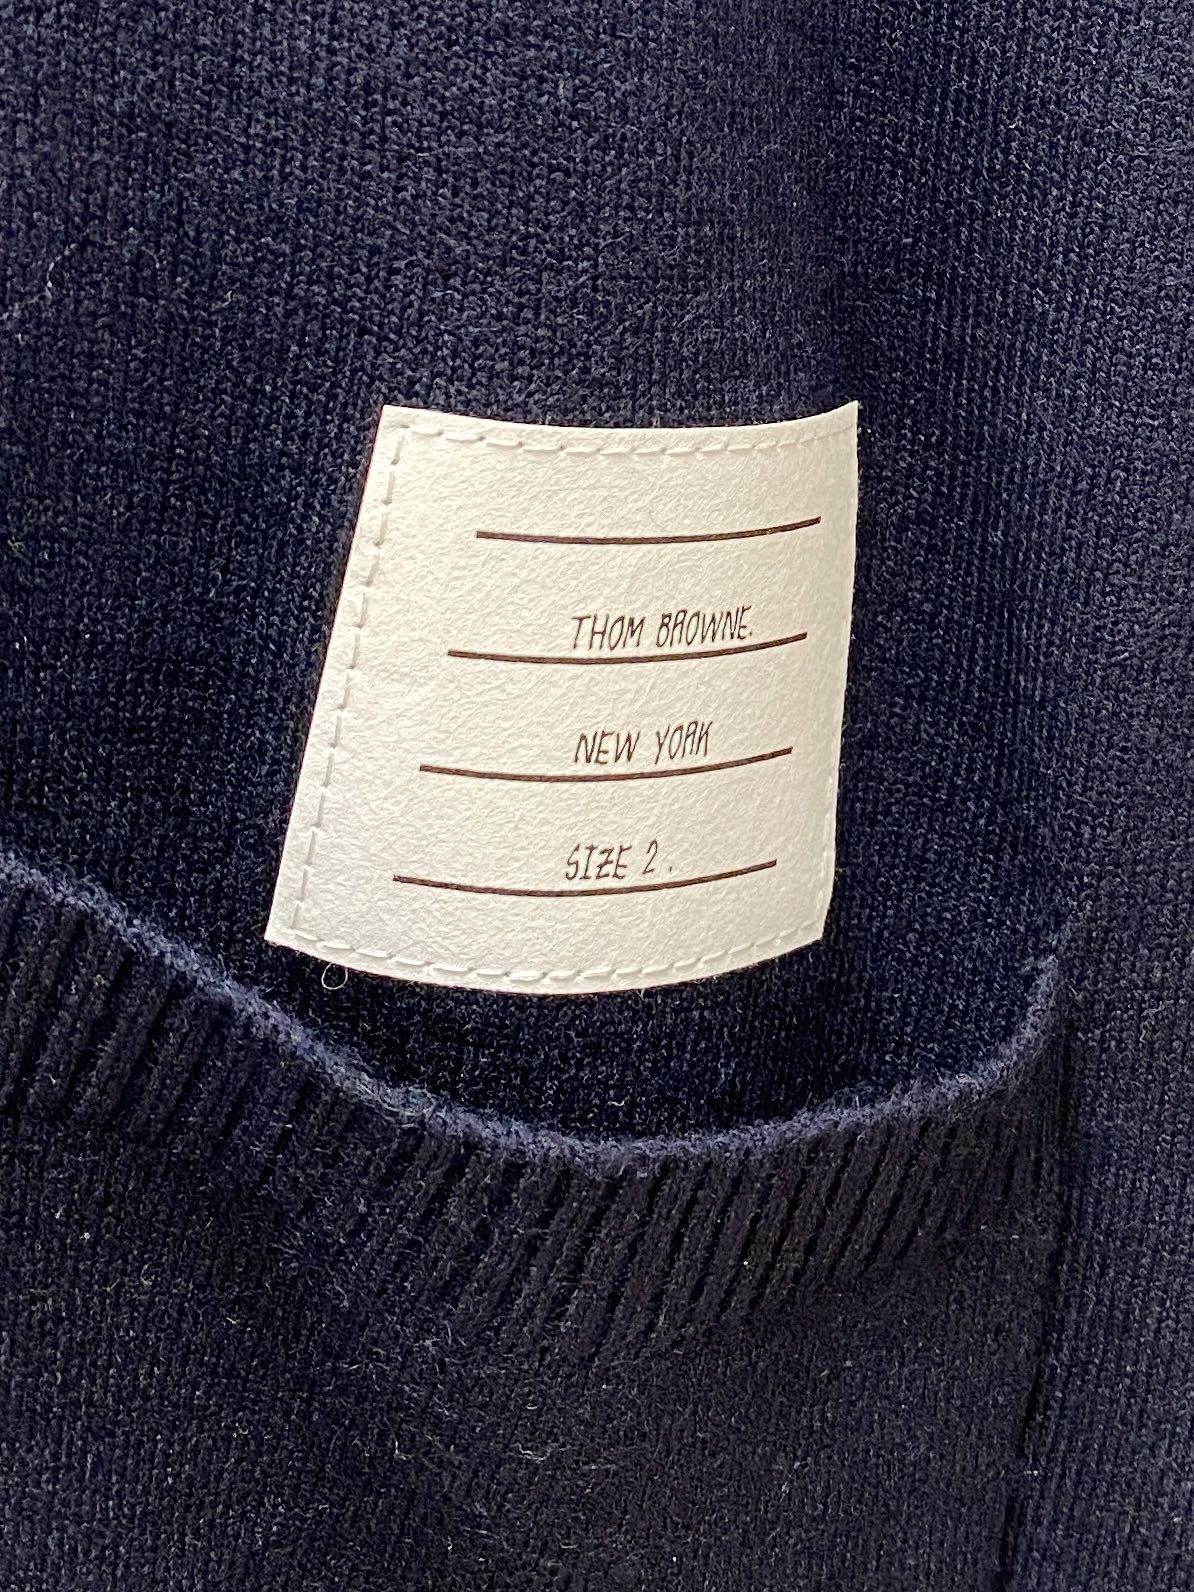 THOM BROWNE.
NEW YORK
SIZE 2.